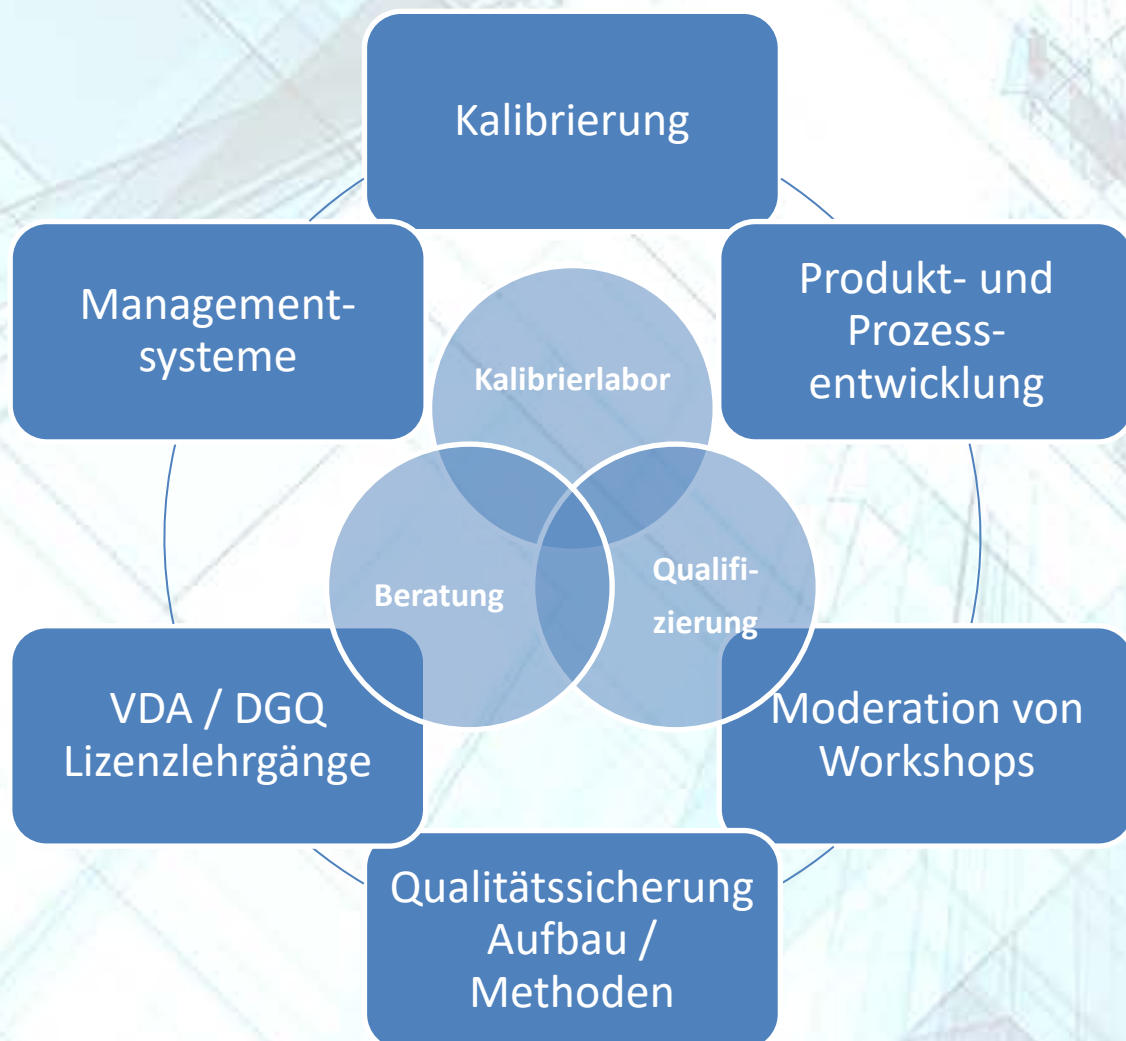 Kalibrierung
Management-
systeme
Produkt- und
Prozess-
entwicklung
Kalibrierlabor
Beratung
Qualifi-
zierung
VDA / DGQ
Lizenzlehrgänge
Moderation von
Workshops
Qualitätssicherung
Aufbau /
Methoden